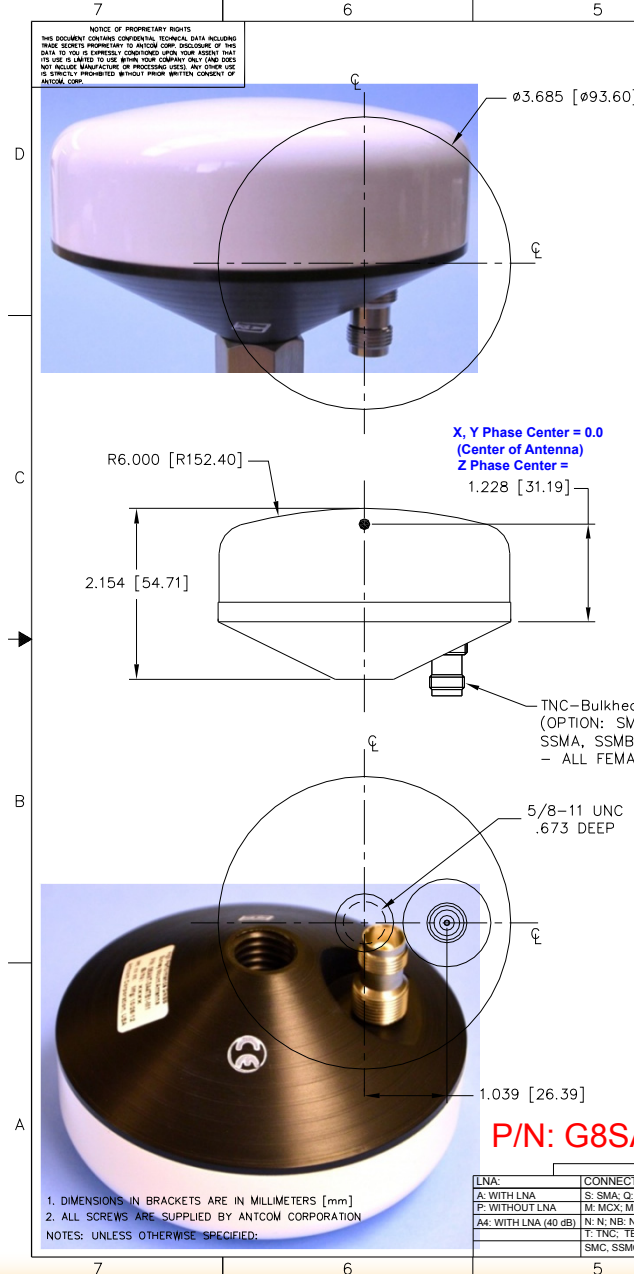 7 6 5
NOTICE OF PROPRIETARY RIGHTS
THIS DOCUMENT CONTAINS CONFIDENTIAL TECHNICAL DATA INCLUDING
TRADE SECRETS PROPRIETARY TO ANTCOM CORP. DISCLOSURE OF THIS
DATA TO YOU IS EXPRESSLY CONDITIONED UPON YOUR ASSENT THAT
ITS USE IS LIMITED TO USE WITHIN YOUR COMPANY ONLY (AND DOES
NOT INCLUDE MANUFACTURE OR PROCESSING USES). ANY OTHER USE
IS STRICTLY PROHIBITED WITHOUT PRIOR WRITTEN CONSENT OF
ANTCOM, CORP.
ø3.685 [ø93.60]
D
X, Y Phase Center = 0.0
(Center of Antenna)
Z Phase Center =
1.228 [31.19]
R6.000 [R152.40]
C
2.154 [54.71]
TNC-Bulkhea
(OPTION: SM
SSMA, SSMB
- ALL FEMA
B
5/8-11 UNC
.673 DEEP
CE
1.039 [26.39]
A
P/N: G8SA
LNA: CONNECT
A: WITH LNA S: SMA; Q:
P: WITHOUT LNA M: MCX; M
A4: WITH LNA (40 dB) N: N; NB: N
T: TNC; TE
SMC, SSMC
1. DIMENSIONS IN BRACKETS ARE IN MILLIMETERS [mm]
2. ALL SCREWS ARE SUPPLIED BY ANTCOM CORPORATION
NOTES: UNLESS OTHERWISE SPECIFIED:
7 6 5